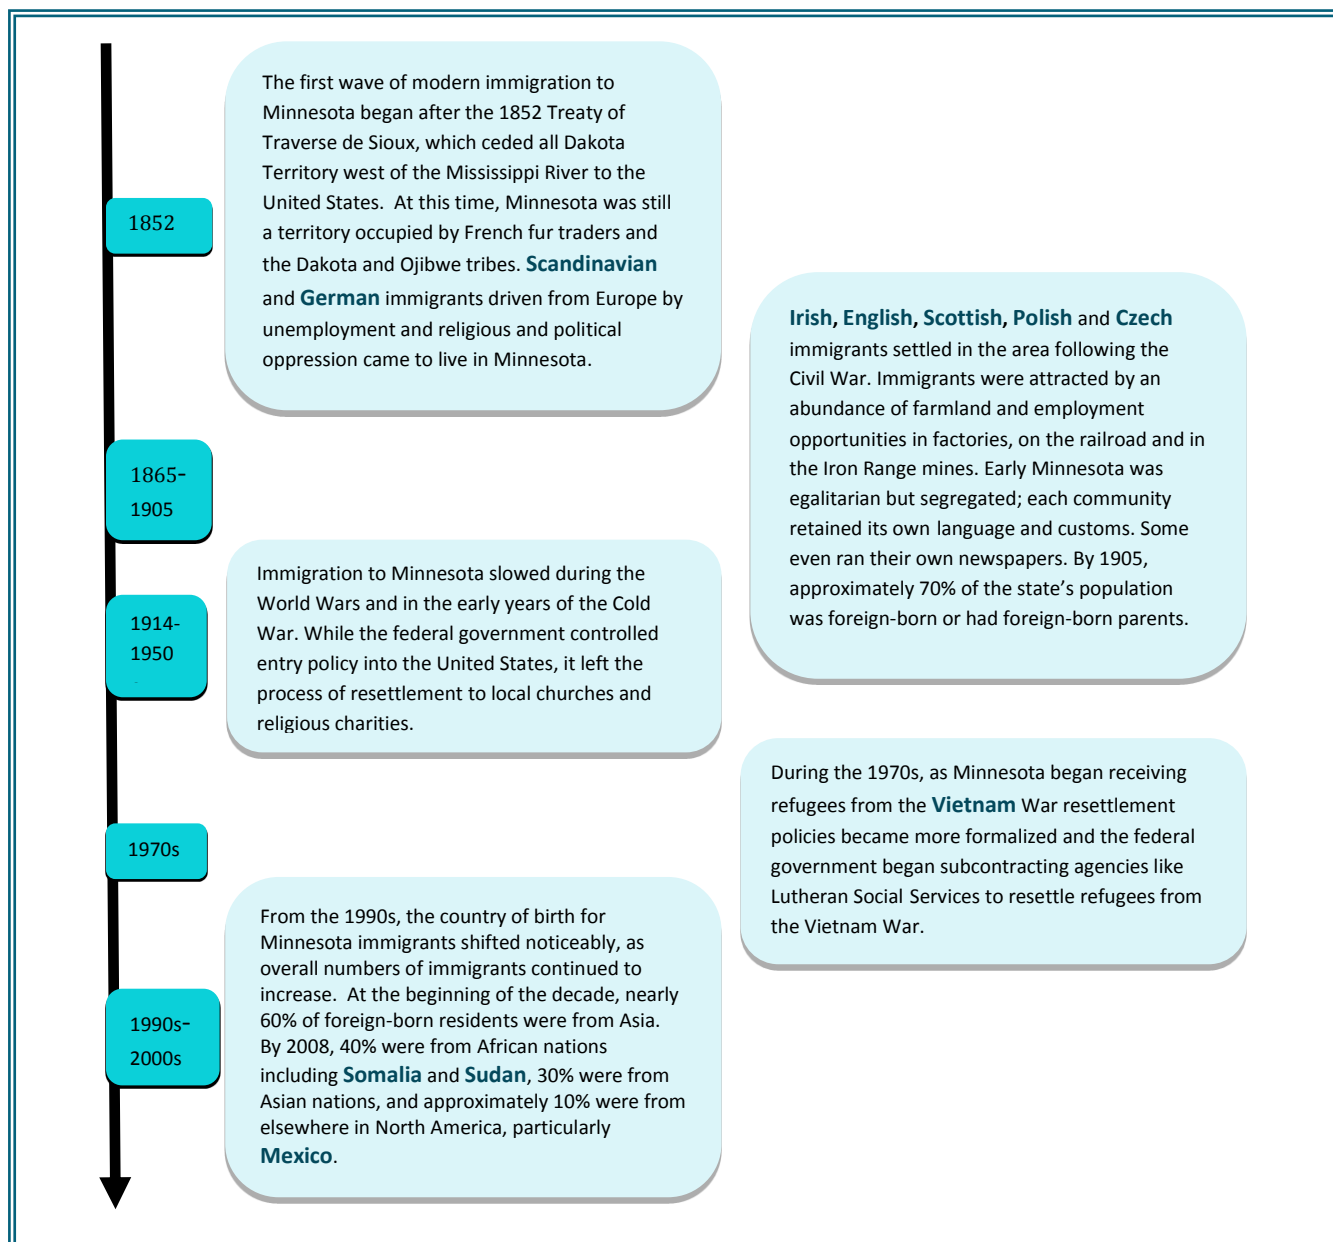 The first wave of modern immigration to
Minnesota began after the 1852 Treaty of
Traverse de Sioux, which ceded all Dakota
Territory west of the Mississippi River to the
United States.  At this time, Minnesota was still
a territory occupied by French fur traders and
the Dakota and Ojibwe tribes. Scandinavian
and German immigrants driven from Europe by
unemployment and religious and political
oppression came to live in Minnesota.
1852
Irish, English, Scottish, Polish and Czech
immigrants settled in the area following the
Civil War. Immigrants were attracted by an
abundance of farmland and employment
opportunities in factories, on the railroad and in
the Iron Range mines. Early Minnesota was
egalitarian but segregated; each community
retained its own language and customs. Some
even ran their own newspapers. By 1905,
approximately 70% of the state’s population
was foreign-born or had foreign-born parents.
1865-
1905
Immigration to Minnesota slowed during the
World Wars and in the early years of the Cold
War. While the federal government controlled
entry policy into the United States, it left the
process of resettlement to local churches and
religious charities.
1914-
1950
During the 1970s, as Minnesota began receiving
refugees from the Vietnam War resettlement
policies became more formalized and the federal
government began subcontracting agencies like
Lutheran Social Services to resettle refugees from
the Vietnam War.
1970s
From the 1990s, the country of birth for
Minnesota immigrants shifted noticeably, as
overall numbers of immigrants continued to
increase.  At the beginning of the decade, nearly
60% of foreign-born residents were from Asia.
By 2008, 40% were from African nations
including Somalia and Sudan, 30% were from
Asian nations, and approximately 10% were from
elsewhere in North America, particularly
Mexico.
1990s-
2000s